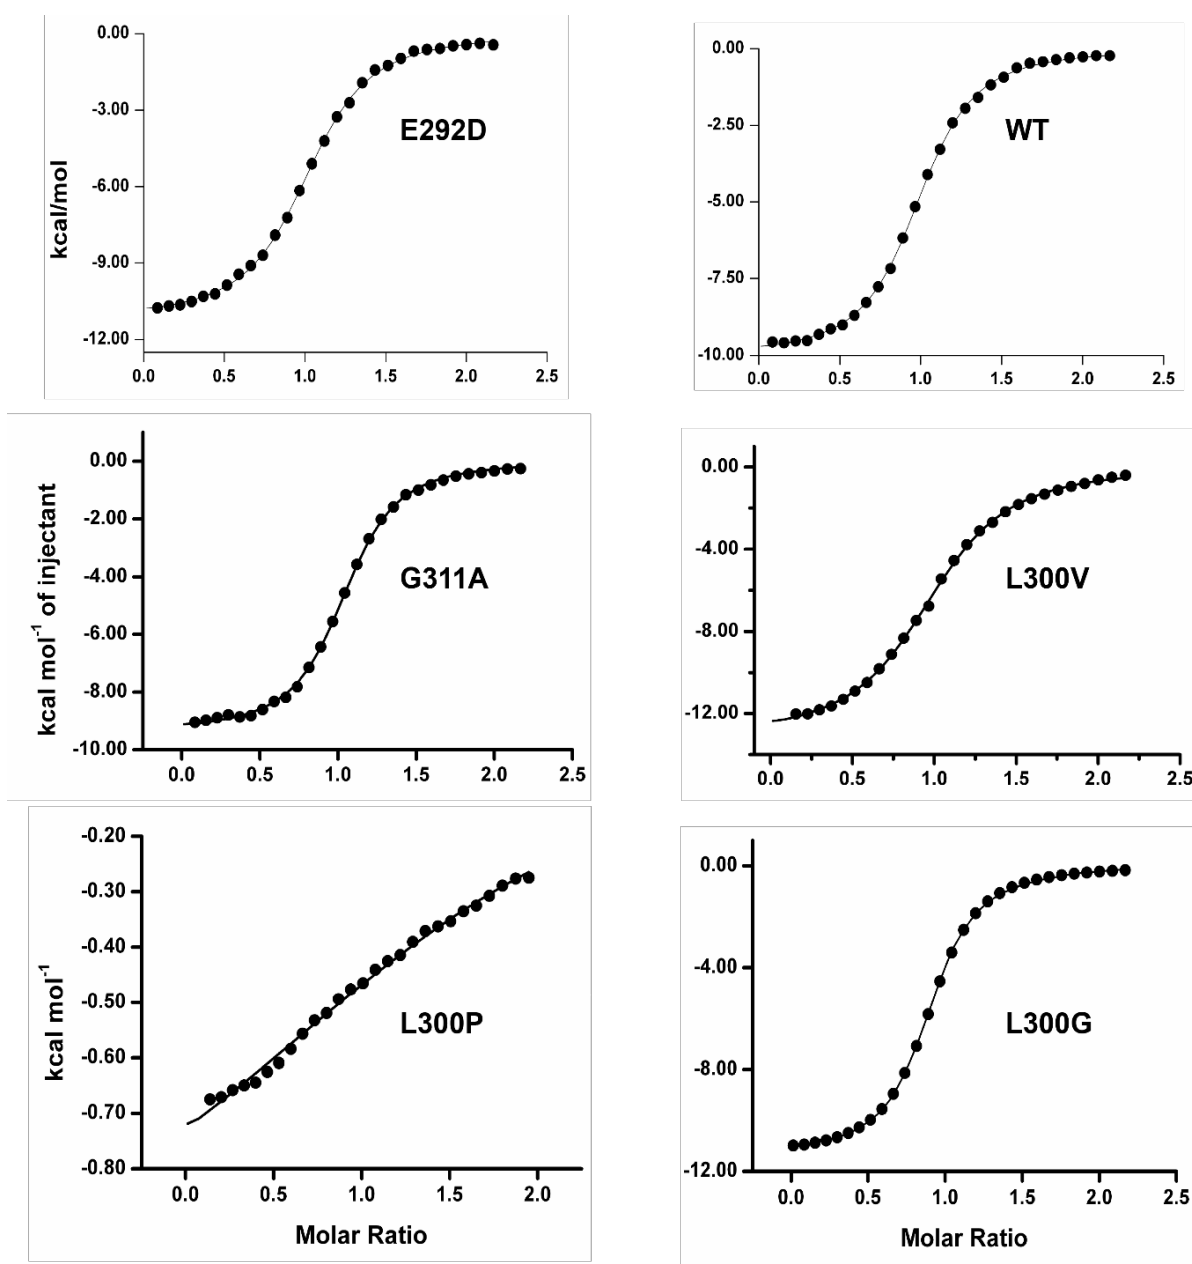 0.00
-3.00
-6.00
-9.00
-12.00
kcal/mol
E292D
0.0 0.5 1.0 1.5 2.0 2.5
0.00
-2.50
-5.00
-7.50
-10.00
WT
0.0 0.5 1.0 1.5 2.0 2.5
0.00
-2.00
-4.00
-6.00
-8.00
-10.00
kcal mol⁻¹ of injectant
G311A
0.0 0.5 1.0 1.5 2.0 2.5
0.00
-4.00
-8.00
-12.00
L300V
0.0 0.5 1.0 1.5 2.0 2.5
-0.20
-0.30
-0.40
-0.50
-0.60
-0.70
-0.80
kcal mol⁻¹
L300P
0.0 0.5 1.0 1.5 2.0
Molar Ratio
0.00
-4.00
-8.00
-12.00
L300G
0.0 0.5 1.0 1.5 2.0 2.5
Molar Ratio